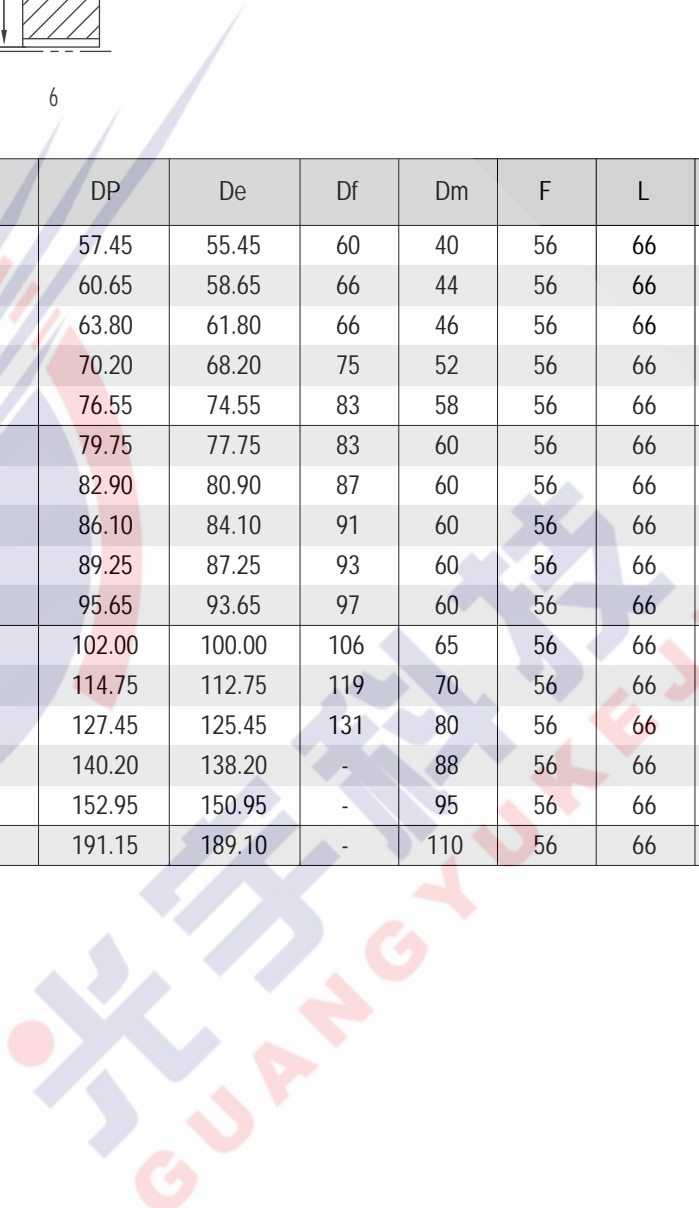 6
DP De Df Dm F L
57.45 55.45 60 40 56 66
60.65 58.65 66 44 56 66
63.80 61.80 66 46 56 66
70.20 68.20 75 52 56 66
76.55 74.55 83 58 56 66
79.75 77.75 83 60 56 66
82.90 80.90 87 60 56 66
86.10 84.10 91 60 56 66
89.25 87.25 93 60 56 66
95.65 93.65 97 60 56 66
102.00 100.00 106 65 56 66
114.75 112.75 119 70 56 66
127.45 125.45 131 80 56 66
140.20 138.20 - 88 56 66
152.95 150.95 - 95 56 66
191.15 189.10 - 110 56 66
光宇科技
GUANGYUKEJ